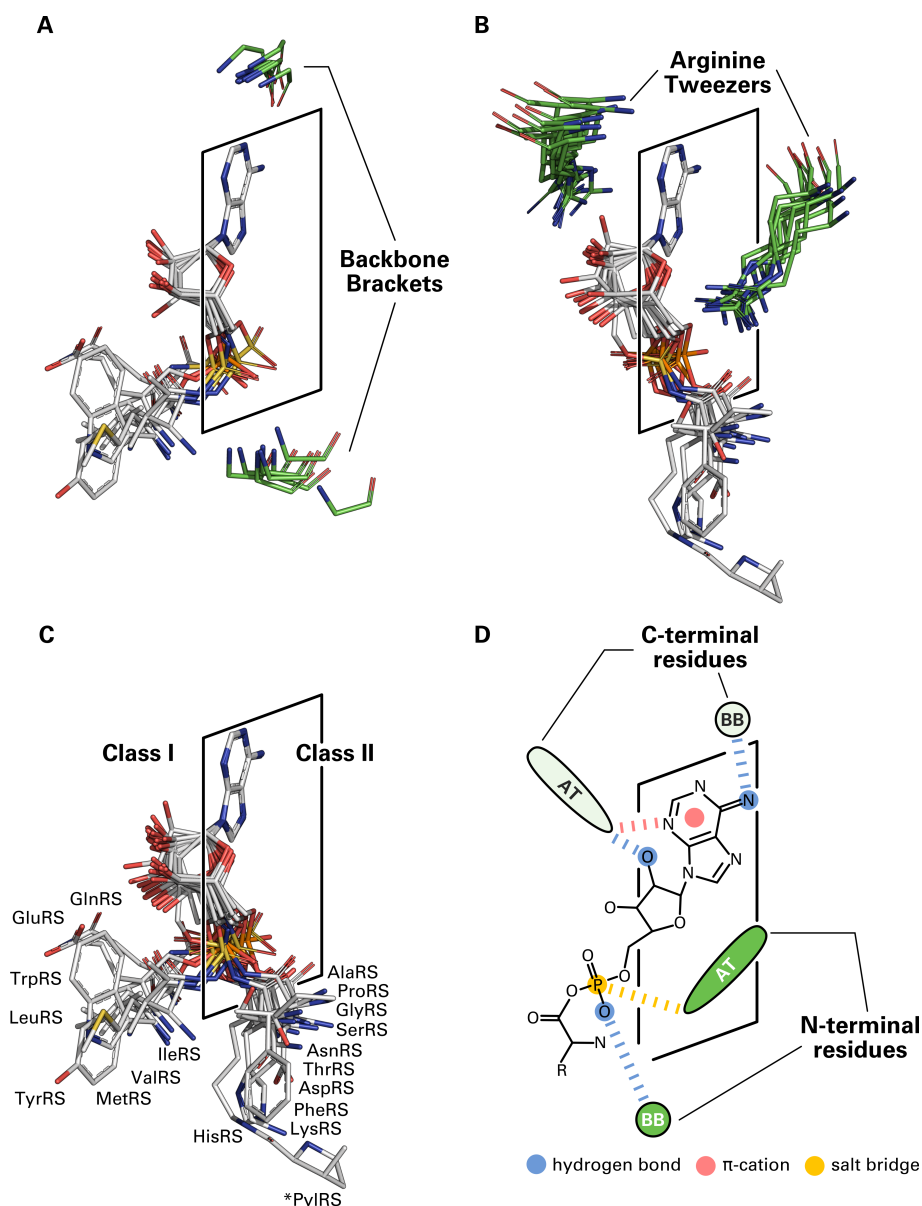 A
B
Arginine
Tweezers
Backbone
Brackets
C
D
C-terminal
residues
BB
Class I
Class II
AT
N
N
N
O
N
N
O
O
GluRS
GlnRS
O
AT
P
O
TrpRS
AlaRS
ProRS
LeuRS
GlyRS
O
O
SerRS
N-terminal
residues
IleRS
AsnRS
O
N
ValRS
ThrRS
R
TyrRS
MetRS
AspRS
PheRS
BB
HisRS
LysRS
hydrogen bond
π-cation
salt bridge
*PylRS